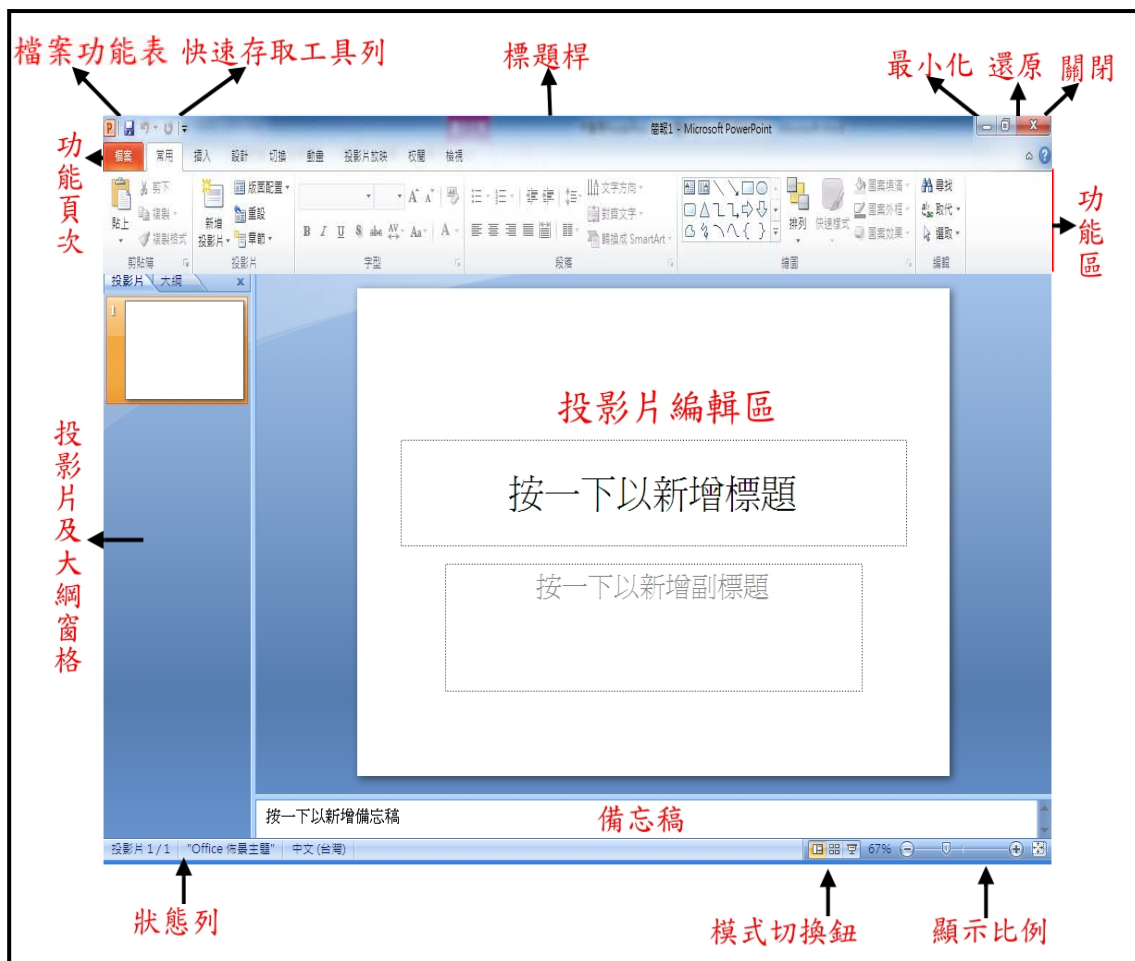 檔案功能表 快速存取工具列 標題桿 最小化 還原 關閉
簡報1 - Microsoft PowerPoint
功能頁次
檔案 常用 插入 設計 切換 動畫 投影片放映 校閱 檢視
貼上 剪下 複製 複製格式
剪貼簿
新增投影片 版面配置 重設 章節
投影片
B I U S abc AV Aa A
字型
文字方向 對齊文字 轉換成 SmartArt
段落
排列 快速樣式 圖案填滿 圖案外框 圖案效果
繪圖
尋找 取代 選取
編輯
功能區
投影片 大綱 x
1
投影片及大綱窗格
投影片編輯區
按一下以新增標題
按一下以新增副標題
按一下以新增備忘稿 備忘稿
投影片 1 / 1 "Office 佈景主題" 中文 (台灣) 67%
狀態列 模式切換鈕 顯示比例